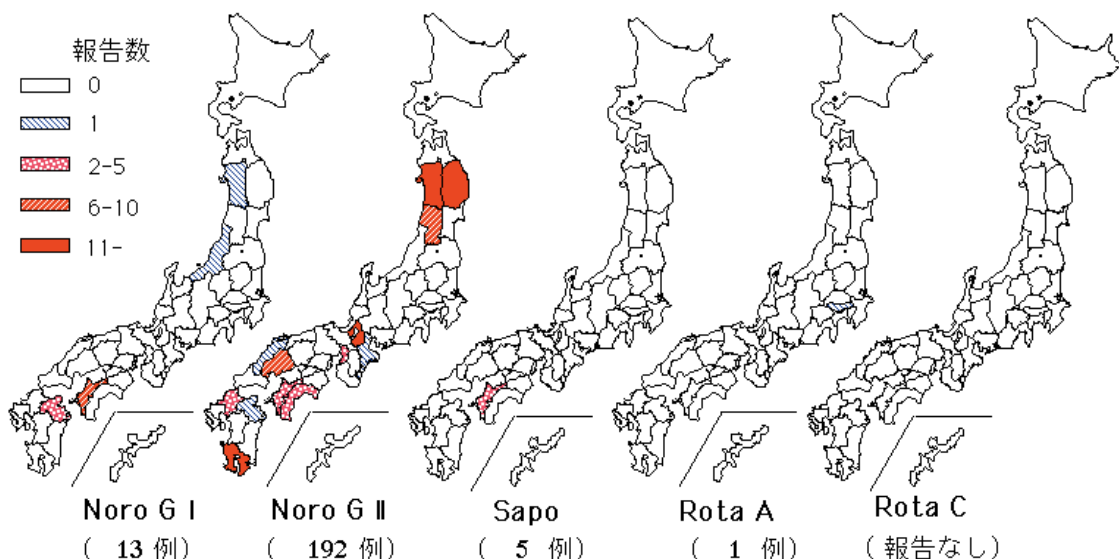 報告数
0
1
2-5
6-10
11-
Noro G I
( 13 例)
Noro G Ⅱ
( 192 例)
Sapo
( 5 例)
Rota A
( 1 例)
Rota C
(報告なし)